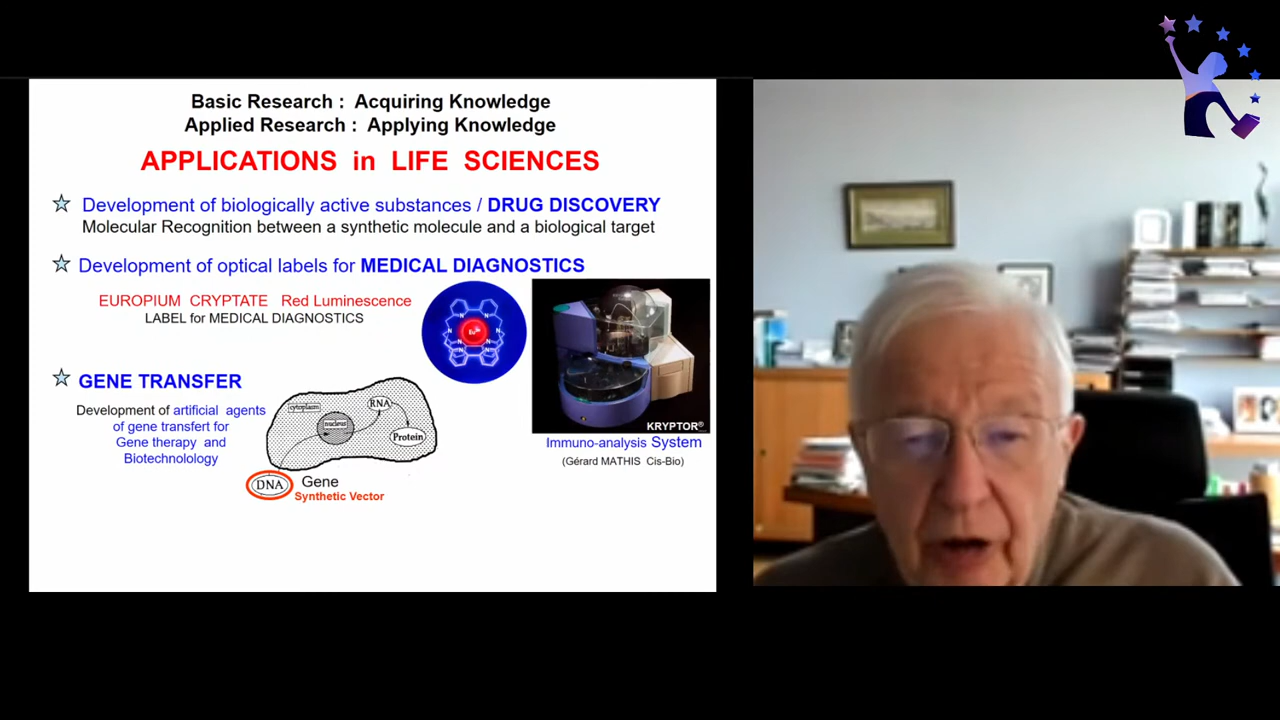 Basic Research : Acquiring Knowledge
Applied Research : Applying Knowledge
APPLICATIONS in LIFE SCIENCES
Development of biologically active substances / DRUG DISCOVERY
Molecular Recognition between a synthetic molecule and a biological target
Development of optical labels for MEDICAL DIAGNOSTICS
EUROPIUM CRYPTATE Red Luminescence
LABEL for MEDICAL DIAGNOSTICS
KRYPTOR®
Immuno-analysis System
(Gérard MATHIS Cis-Bio)
GENE TRANSFER
Development of artificial agents
of gene transfert for
Gene therapy and
Biotechnolology
cytoplasm
nucleus
RNA
Protein
DNA
Gene
Synthetic Vector